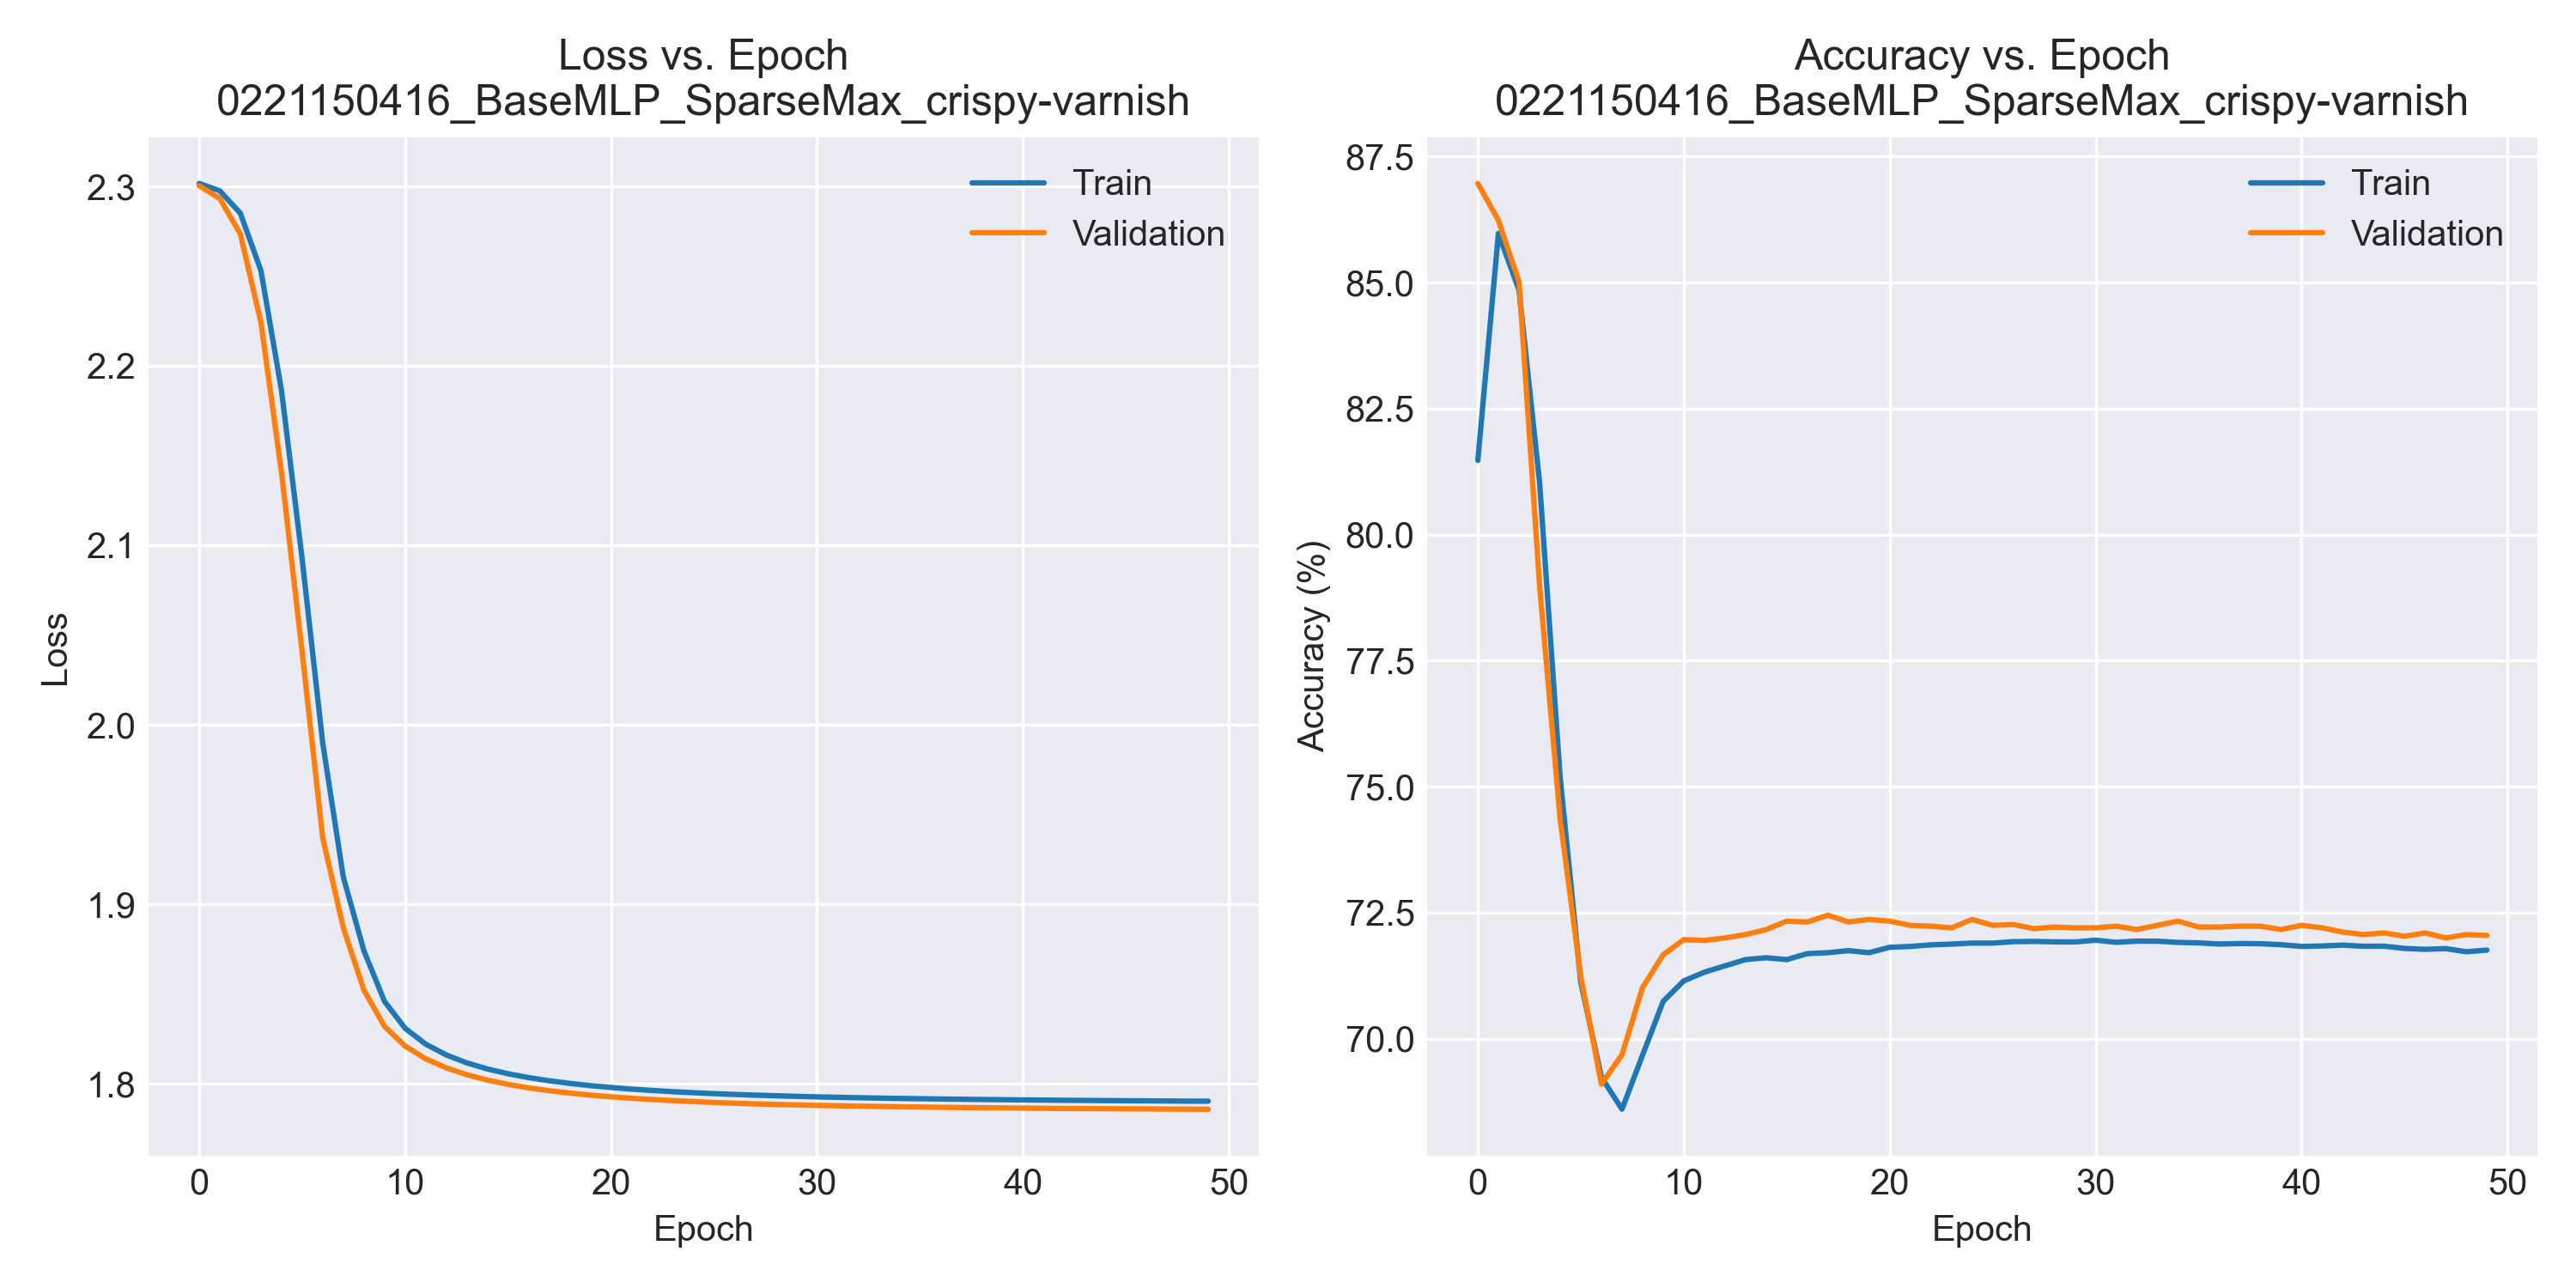 Loss vs. Epoch
0221150416_BaseMLP_SparseMax_crispy-varnish
Train
Validation
2.3
2.2
2.1
2.0
1.9
1.8
Loss
0 10 20 30 40 50
Epoch
Accuracy vs. Epoch
0221150416_BaseMLP_SparseMax_crispy-varnish
Train
Validation
87.5
85.0
82.5
80.0
77.5
75.0
72.5
70.0
Accuracy (%)
0 10 20 30 40 50
Epoch